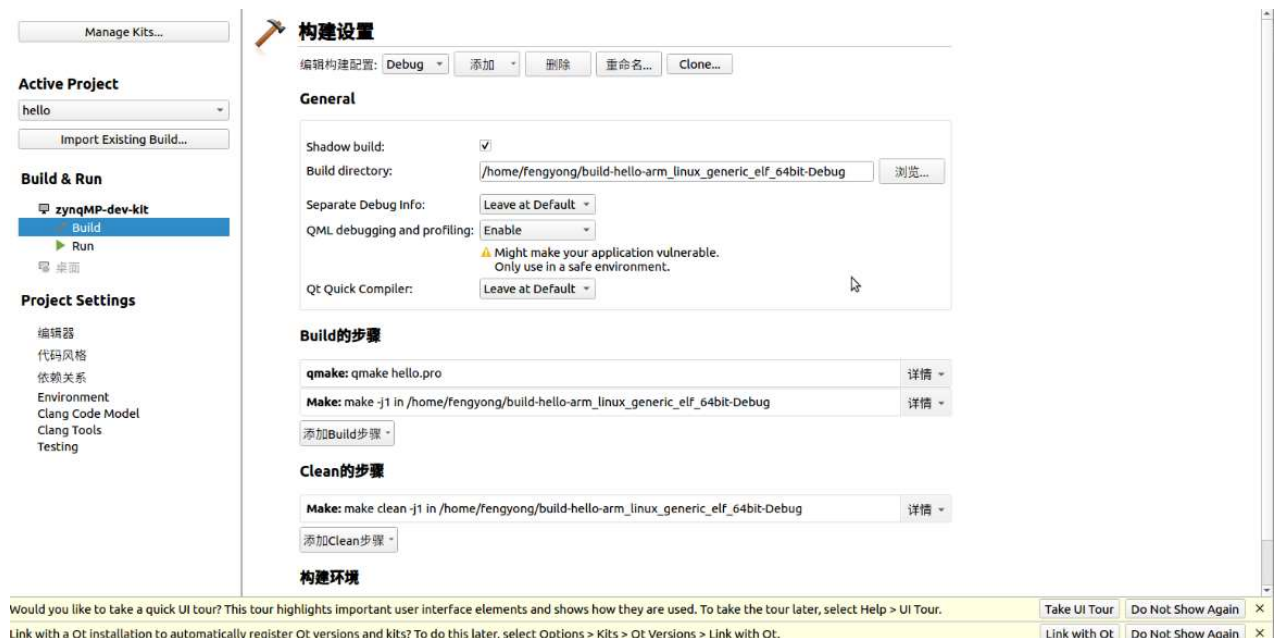 Manage Kits...
Active Project
hello
Import Existing Build...
Build & Run
zynqMP-dev-kit
Build
Run
桌面
Project Settings
编辑器
代码风格
依赖关系
Environment
Clang Code Model
Clang Tools
Testing
构建设置
编辑构建配置: Debug 添加 删除 重命名... Clone...
General
Shadow build:
Build directory: /home/fengyong/build-hello-arm_linux_generic_elf_64bit-Debug 浏览...
Separate Debug Info: Leave at Default
QML debugging and profiling: Enable
Might make your application vulnerable.
Only use in a safe environment.
Qt Quick Compiler: Leave at Default
Build的步骤
qmake: qmake hello.pro 详情
Make: make -j1 in /home/fengyong/build-hello-arm_linux_generic_elf_64bit-Debug 详情
添加Build步骤
Clean的步骤
Make: make clean -j1 in /home/fengyong/build-hello-arm_linux_generic_elf_64bit-Debug 详情
添加Clean步骤
构建环境
Would you like to take a quick UI tour? This tour highlights important user interface elements and shows how they are used. To take the tour later, select Help > UI Tour. Take UI Tour Do Not Show Again
Link with a Qt installation to automatically register Qt versions and kits? To do this later, select Options > Kits > Qt Versions > Link with Qt. Link with Qt Do Not Show Again